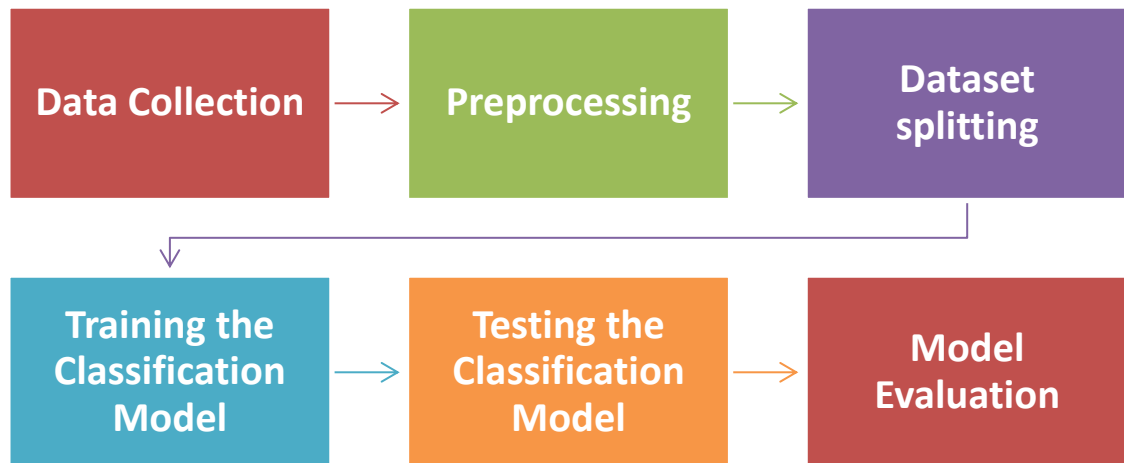 Data Collection
Preprocessing
Dataset
splitting
Training the
Classification
Model
Testing the
Classification
Model
Model
Evaluation